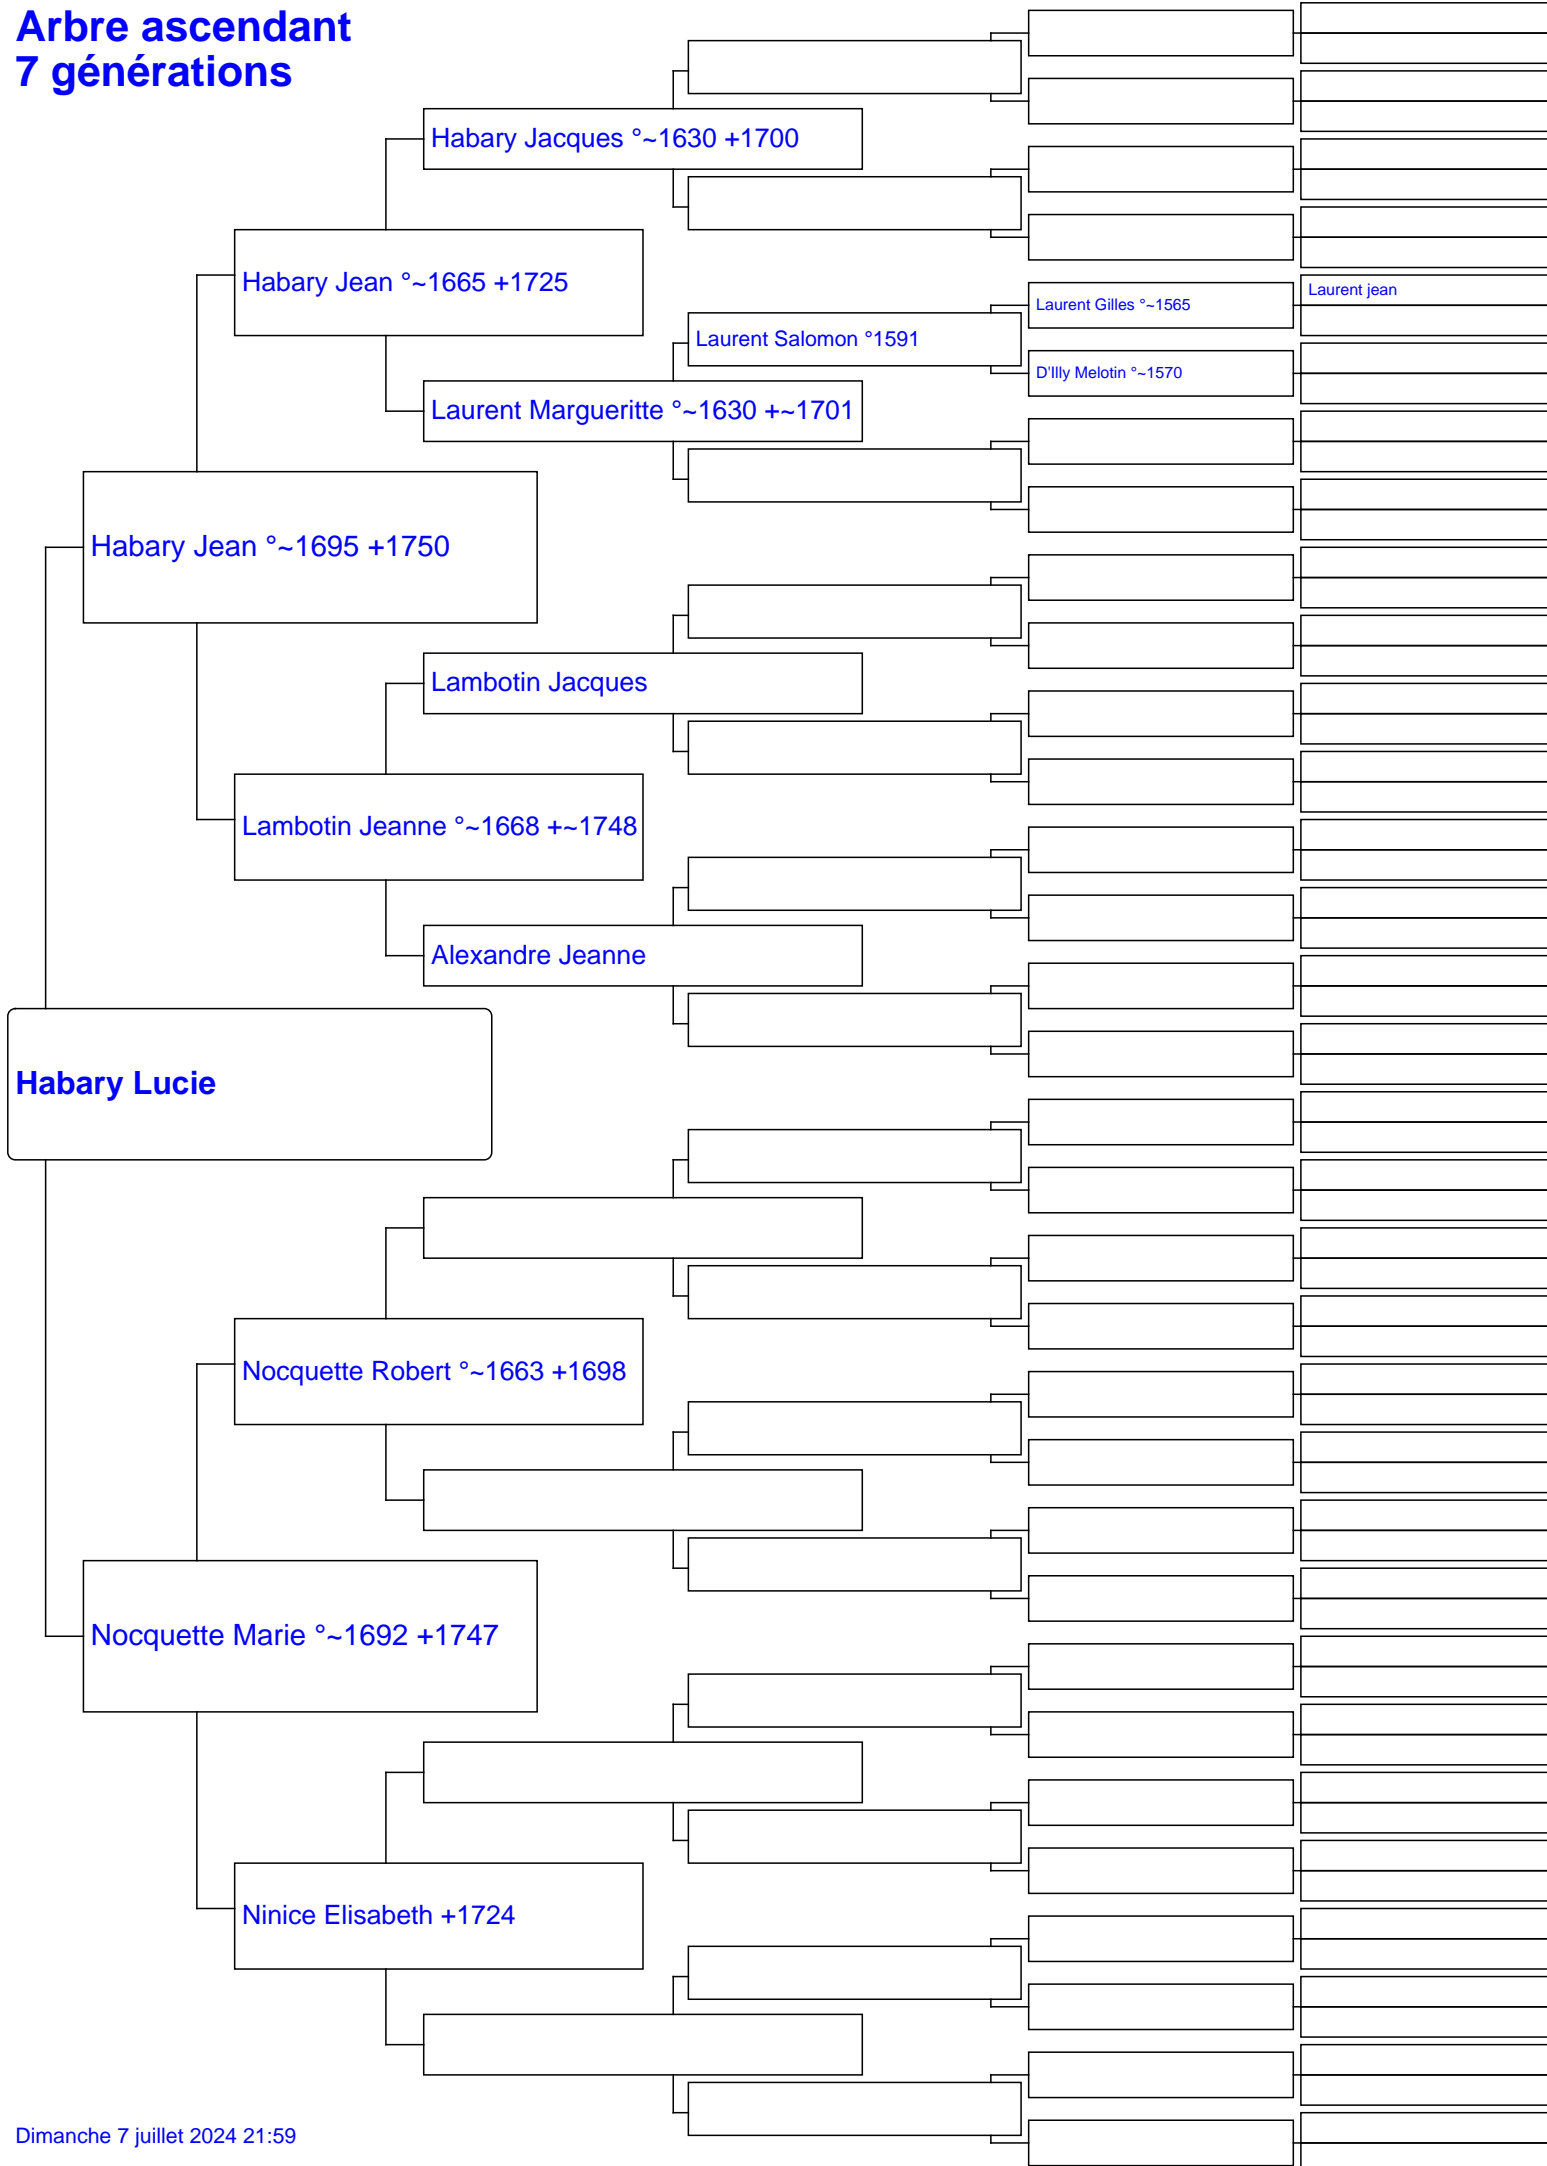 Arbre ascendant
7 générations
Habary Jacques °~1630 +1700
Habary Jean °~1665 +1725
Laurent jean
Laurent Gilles °~1565
Laurent Salomon °1591
D'Illy Melotin °~1570
Laurent Margueritte °~1630 +~1701
Habary Jean °~1695 +1750
Lambotin Jacques
Lambotin Jeanne °~1668 +~1748
Alexandre Jeanne
Habary Lucie
Nocquette Robert °~1663 +1698
Nocquette Marie °~1692 +1747
Ninice Elisabeth +1724
Dimanche 7 juillet 2024 21:59